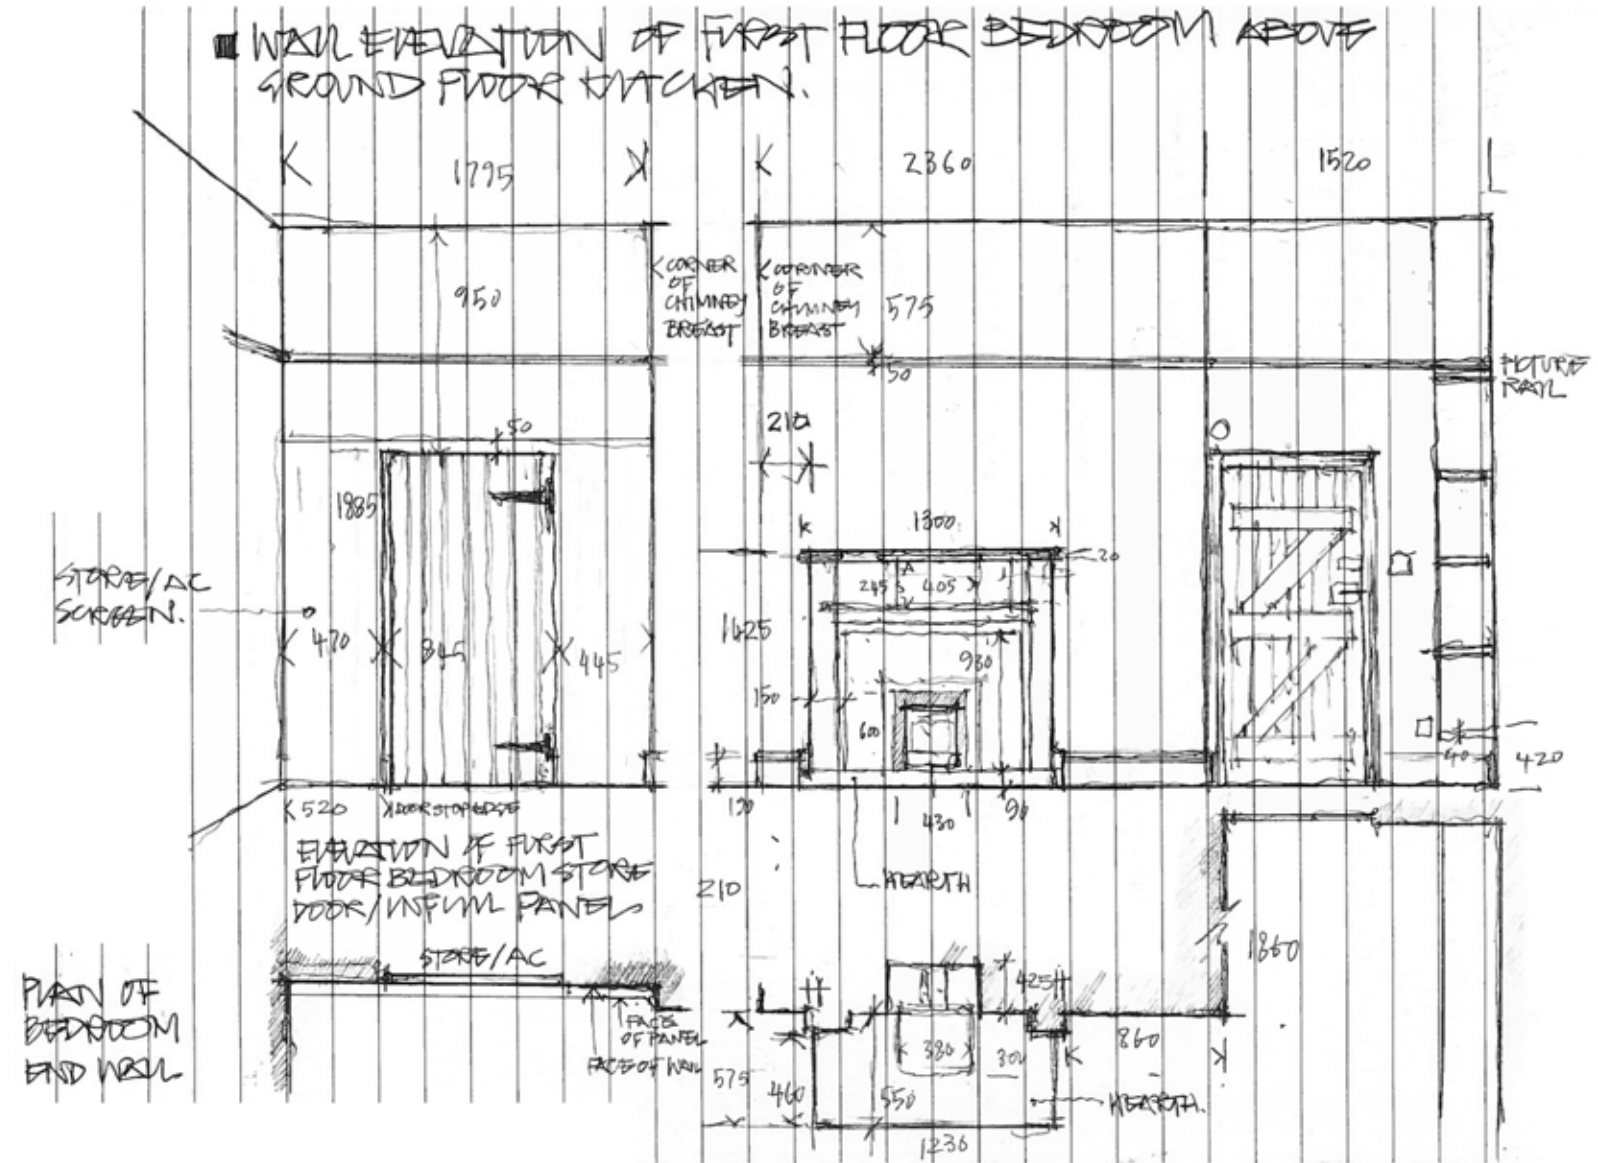 WALL ELEVATION OF FIRST FLOOR BEDROOM ABOVE
GROUND FLOOR KITCHEN.
1795
2360
1520
950
CORNER
OF
CHIMNEY
BREAST
CORNER
OF
CHIMNEY
BREAST
575
50
PICTURE
RAIL
210
50
1885
1300
20
245
405
STORE/AC
SCREEN.
470
845
445
1425
930
150
600
40
420
520
DOOR STOP EDGE
430
90
ELEVATION OF FIRST
FLOOR BEDROOM STORE
DOOR/INFILL PANEL
210
HEARTH
1860
STORE/AC
PLAN OF
BEDROOM
END WALL
FACE
OF PANEL
FACE OF WALL
425
575
460
380
300
860
550
HEARTH.
1230